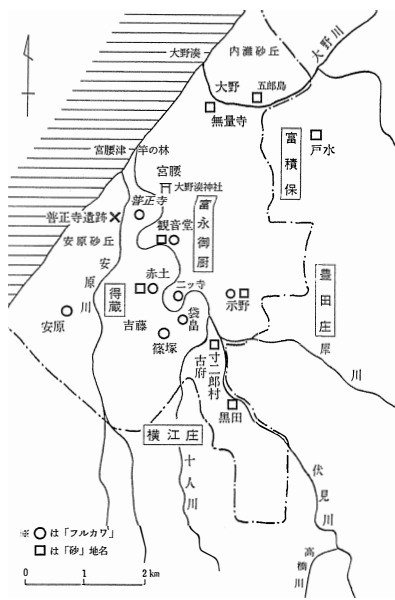 大野湊
内灘砂丘
大野川
大野
五郎島
無量寺
富積保
戸水
宮腰津・竿の林
宮腰
大野湊神社
普正寺
普正寺遺跡
富永御厨
観音堂
安原砂丘
安原川
豊田庄
赤土
得蔵
二ッ寺
示野
犀川
安原
吉藤
袋畠
篠塚
古府
寸二郎村
黒田
横江庄
十人川
伏見川
高橋川
※○は「フルカワ」
□は「砂」地名
0 1 2km